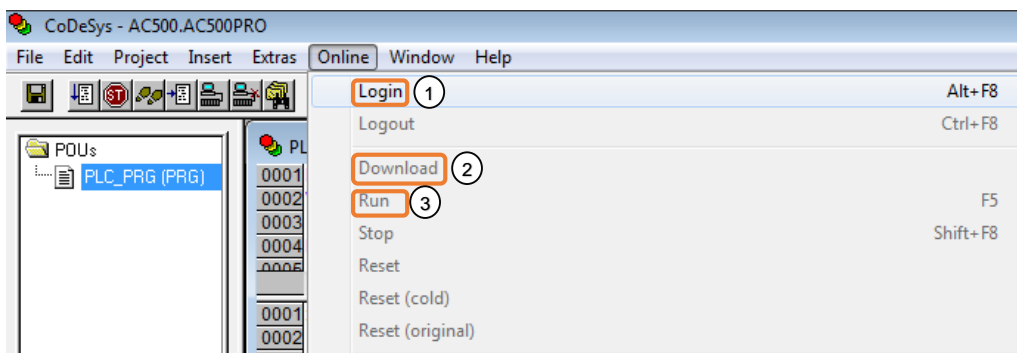 CoDeSys - AC500.AC500PRO
File Edit Project Insert Extras Online Window Help
STOP
Login 1 Alt+F8
Logout Ctrl+F8
POUs
PL
Download 2
PLC_PRG (PRG)
0001
0002
Run 3 F5
0003
Stop Shift+F8
0004
0005
Reset
Reset (cold)
0001
0002
Reset (original)